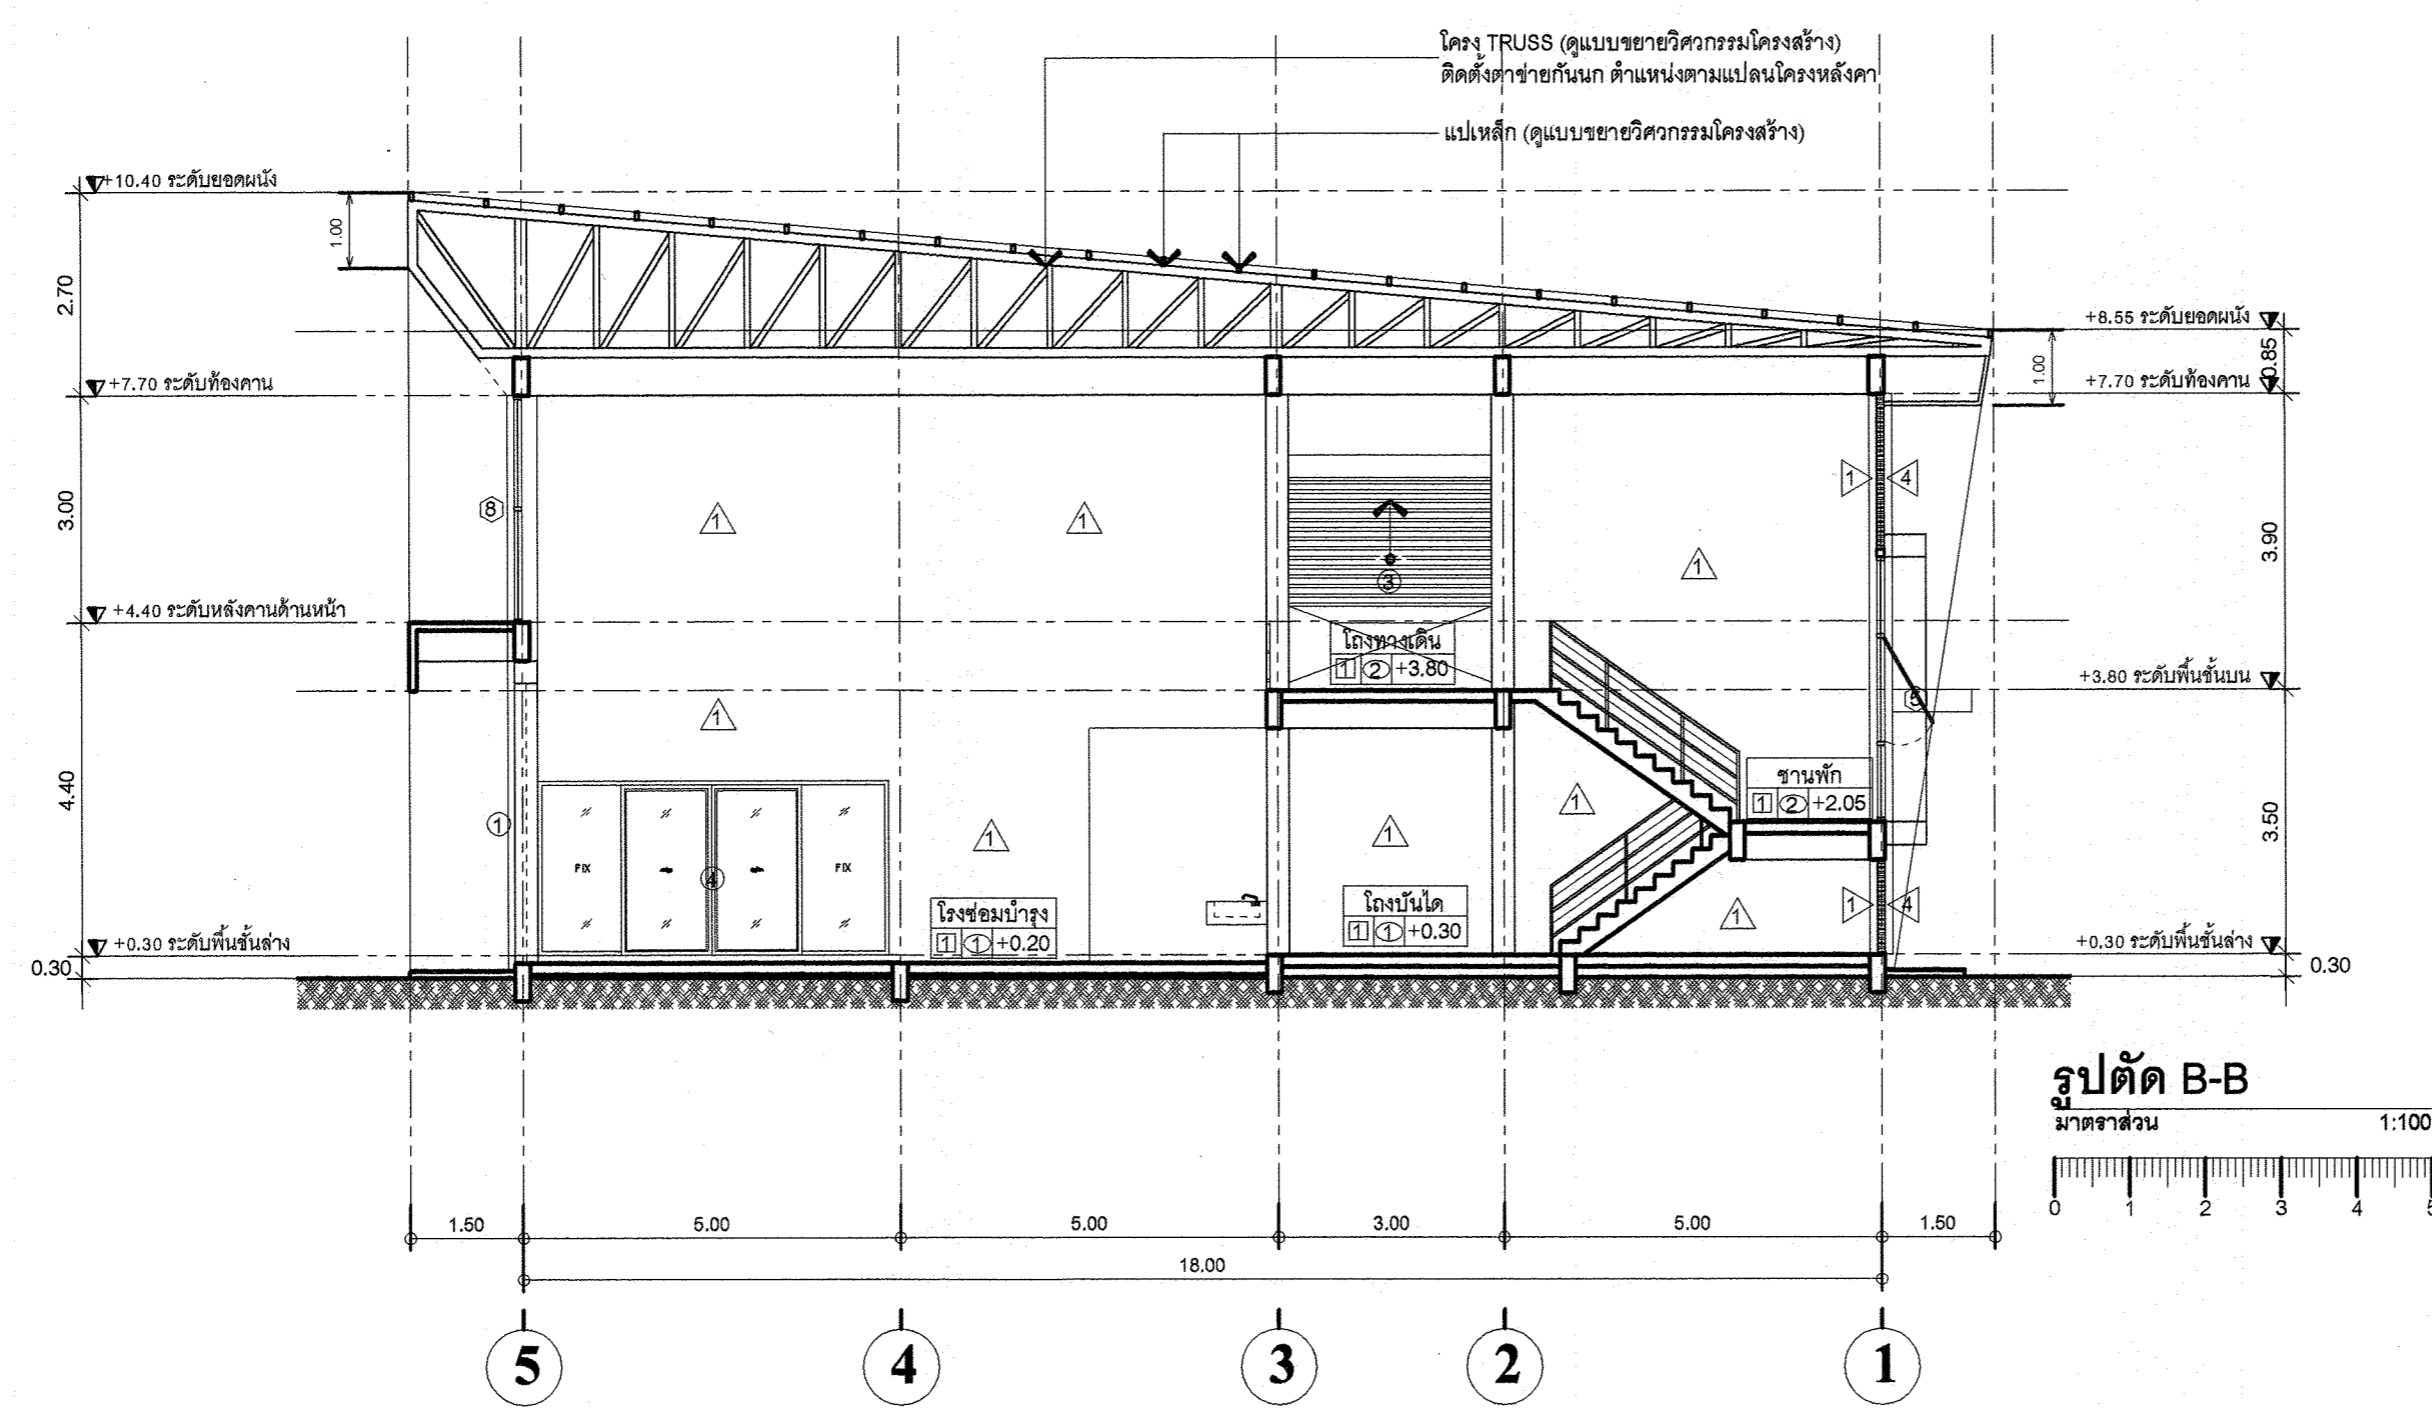 โครง TRUSS (ดูแบบขยายวิศวกรรมโครงสร้าง)
ติดตั้งตาข่ายกันนก ตำแหน่งตามแปลนโครงหลังคา
แปเหล็ก (ดูแบบขยายวิศวกรรมโครงสร้าง)
+10.40 ระดับยอดผนัง
1.00
2.70
+8.55 ระดับยอดผนัง
0.85
1.00
+7.70 ระดับท้องคาน
+7.70 ระดับท้องคาน
3.00
8
1
1
1
4
3
1
3.90
+4.40 ระดับหลังคานด้านหน้า
โถงทางเดิน
1 2 +3.80
+3.80 ระดับพื้นชั้นบน
5
1
4.40
1
ชานพัก
1 2 +2.05
1
1
1
3.50
FIX
4
FIX
โรงซ่อมบำรุง
1 1 +0.20
โถงบันได
1 1 +0.30
1
1
4
+0.30 ระดับพื้นชั้นล่าง
0.30
+0.30 ระดับพื้นชั้นล่าง
0.30
รูปตัด B-B
มาตราส่วน 1:100
0 1 2 3 4 5
1.50 5.00 5.00 3.00 5.00 1.50
18.00
5 4 3 2 1